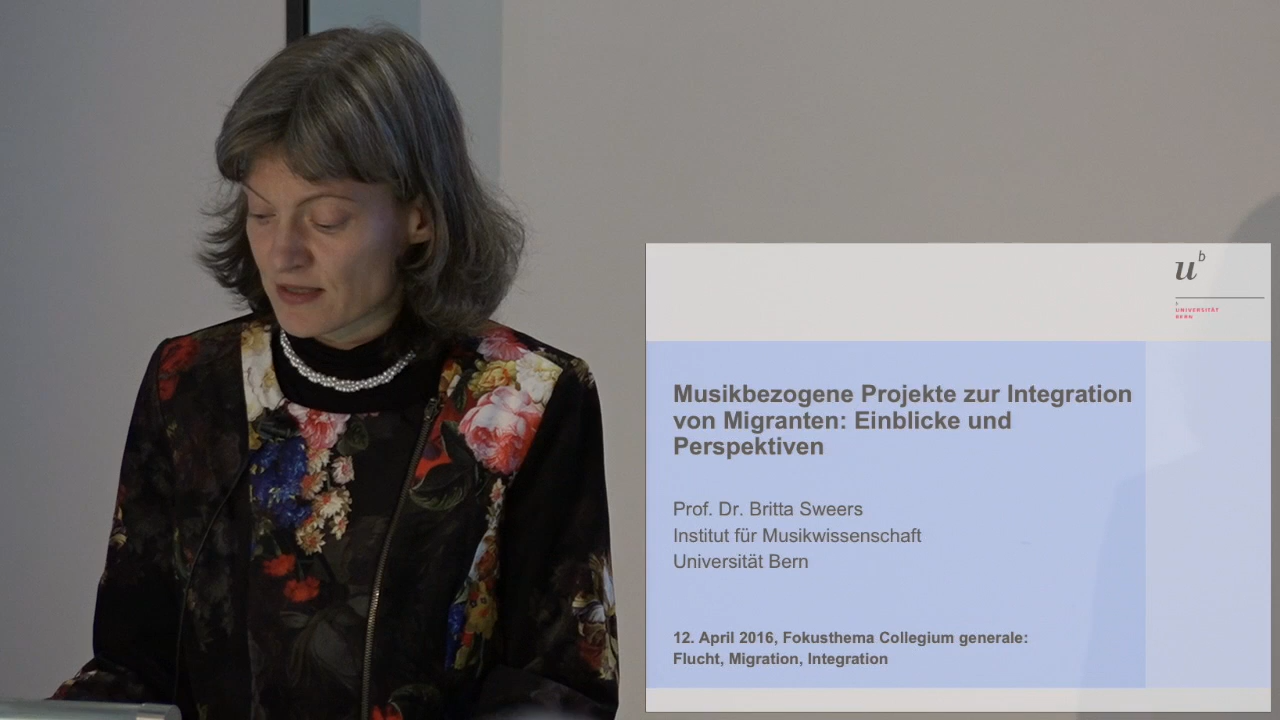 u b
UNIVERSITÄT
BERN
Musikbezogene Projekte zur Integration
von Migranten: Einblicke und
Perspektiven
Prof. Dr. Britta Sweers
Institut für Musikwissenschaft
Universität Bern
12. April 2016, Fokusthema Collegium generale:
Flucht, Migration, Integration